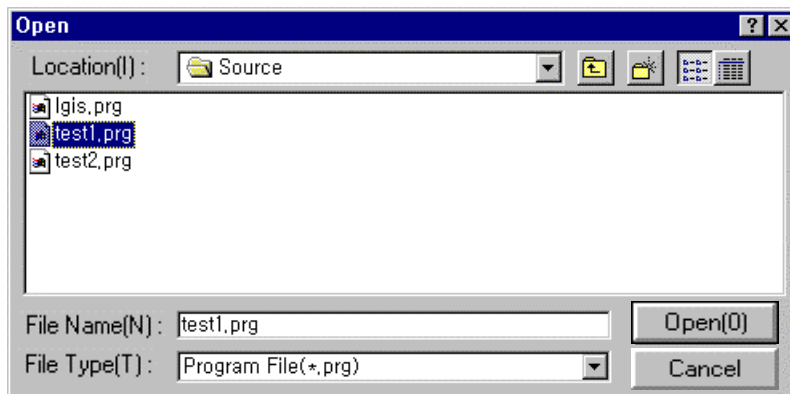 Open
Location(I) : Source
lgis,prg
test1,prg
test2,prg
File Name(N) : test1,prg Open(O)
File Type(T) : Program File(*,prg) Cancel